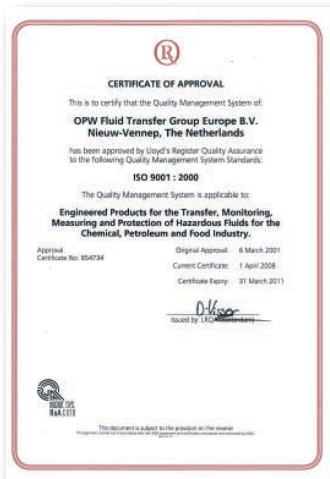 R
CERTIFICATE OF APPROVAL
This is to certify that the Quality Management System of:
OPW Fluid Transfer Group Europe B.V.
Nieuw-Vennep, The Netherlands
has been approved by Lloyd's Register Quality Assurance
to the following Quality Management System Standards:
ISO 9001 : 2000
The Quality Management System is applicable to:
Engineered Products for the Transfer, Monitoring,
Measuring and Protection of Hazardous Fluids for the
Chemical, Petroleum and Food Industry.
Approval
Certificate No: 654734
Original Approval: 6 March 2001
Current Certificate: 1 April 2008
Certificate Expiry: 31 March 2011
Issued by: LRQA
RvA C 010
This document is subject to the provision on the reverse